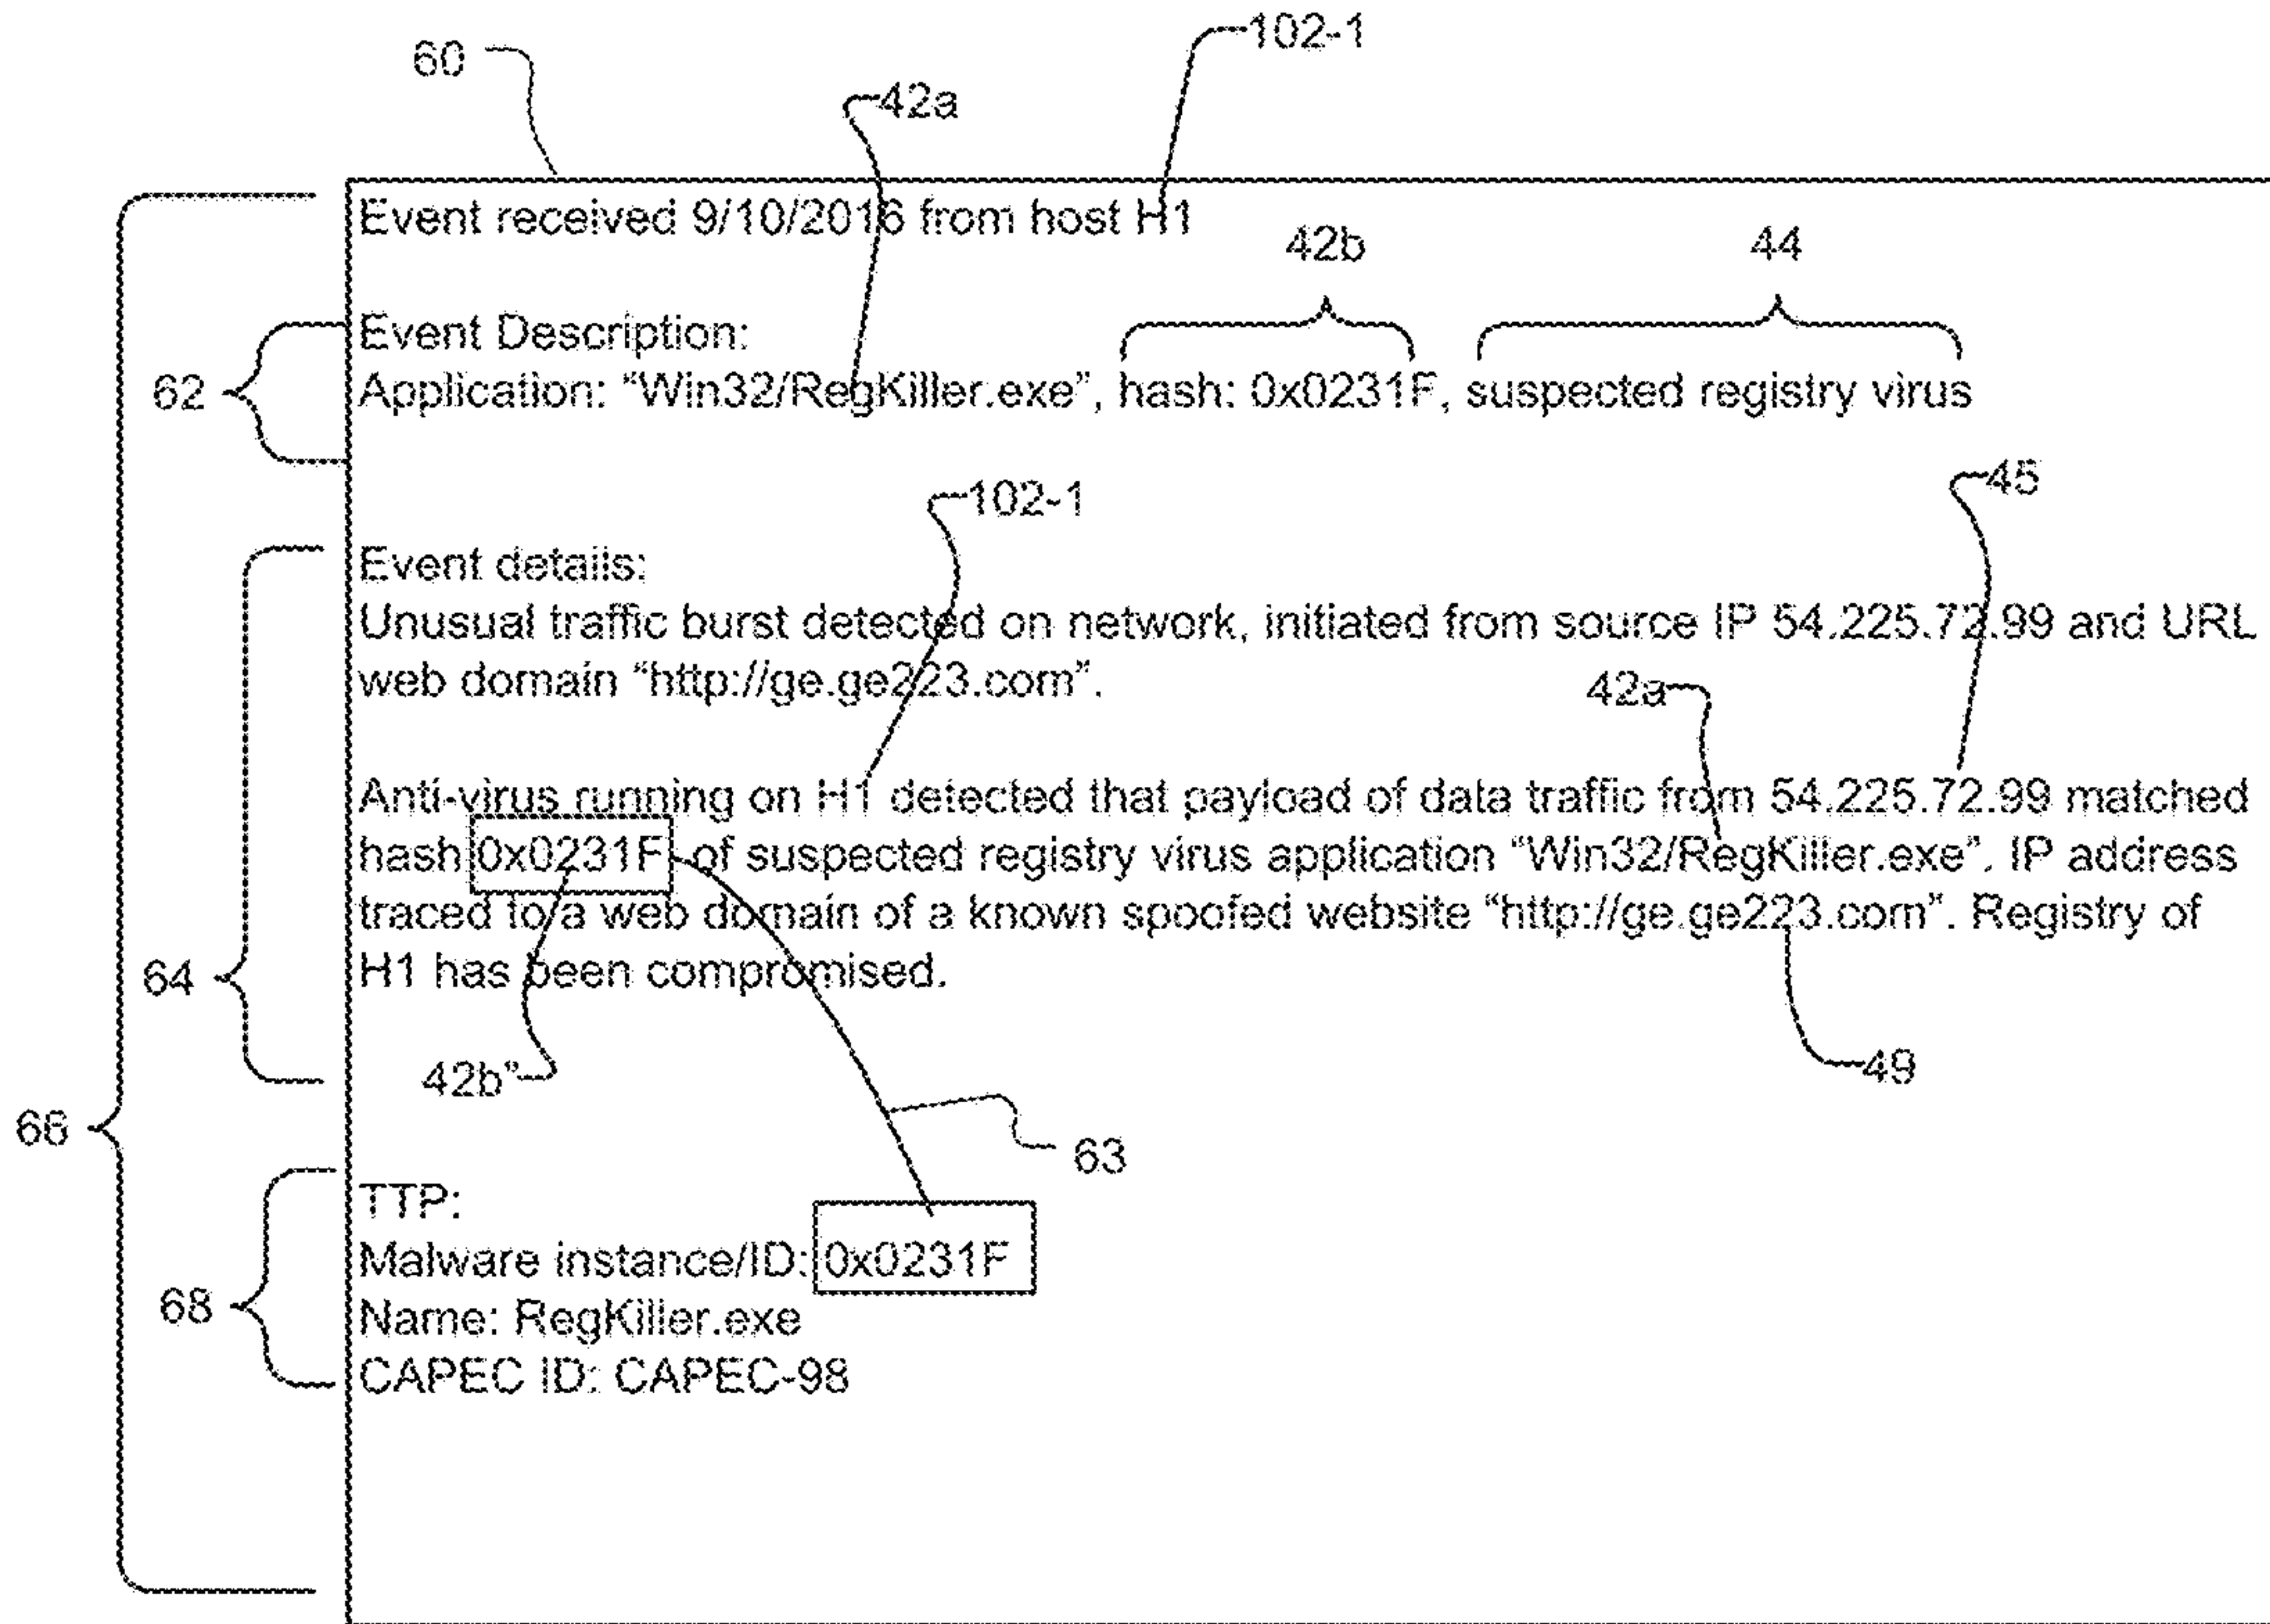 60
102-1
42a
Event received 9/10/2016 from host H1
42b
44
Event Description:
62
Application: “Win32/RegKiller.exe”, hash: 0x0231F, suspected registry virus
102-1
45
Event details:
Unusual traffic burst detected on network, initiated from source IP 54.225.72.99 and URL
web domain “http://ge.ge223.com”.
42a
Anti-virus running on H1 detected that payload of data traffic from 54.225.72.99 matched
hash 0x0231F of suspected registry virus application “Win32/RegKiller.exe”. IP address
traced to a web domain of a known spoofed website “http://ge.ge223.com”. Registry of
64
H1 has been compromised.
42b”
49
66
63
TTP:
Malware instance/ID: 0x0231F
68
Name: RegKiller.exe
CAPEC ID: CAPEC-98